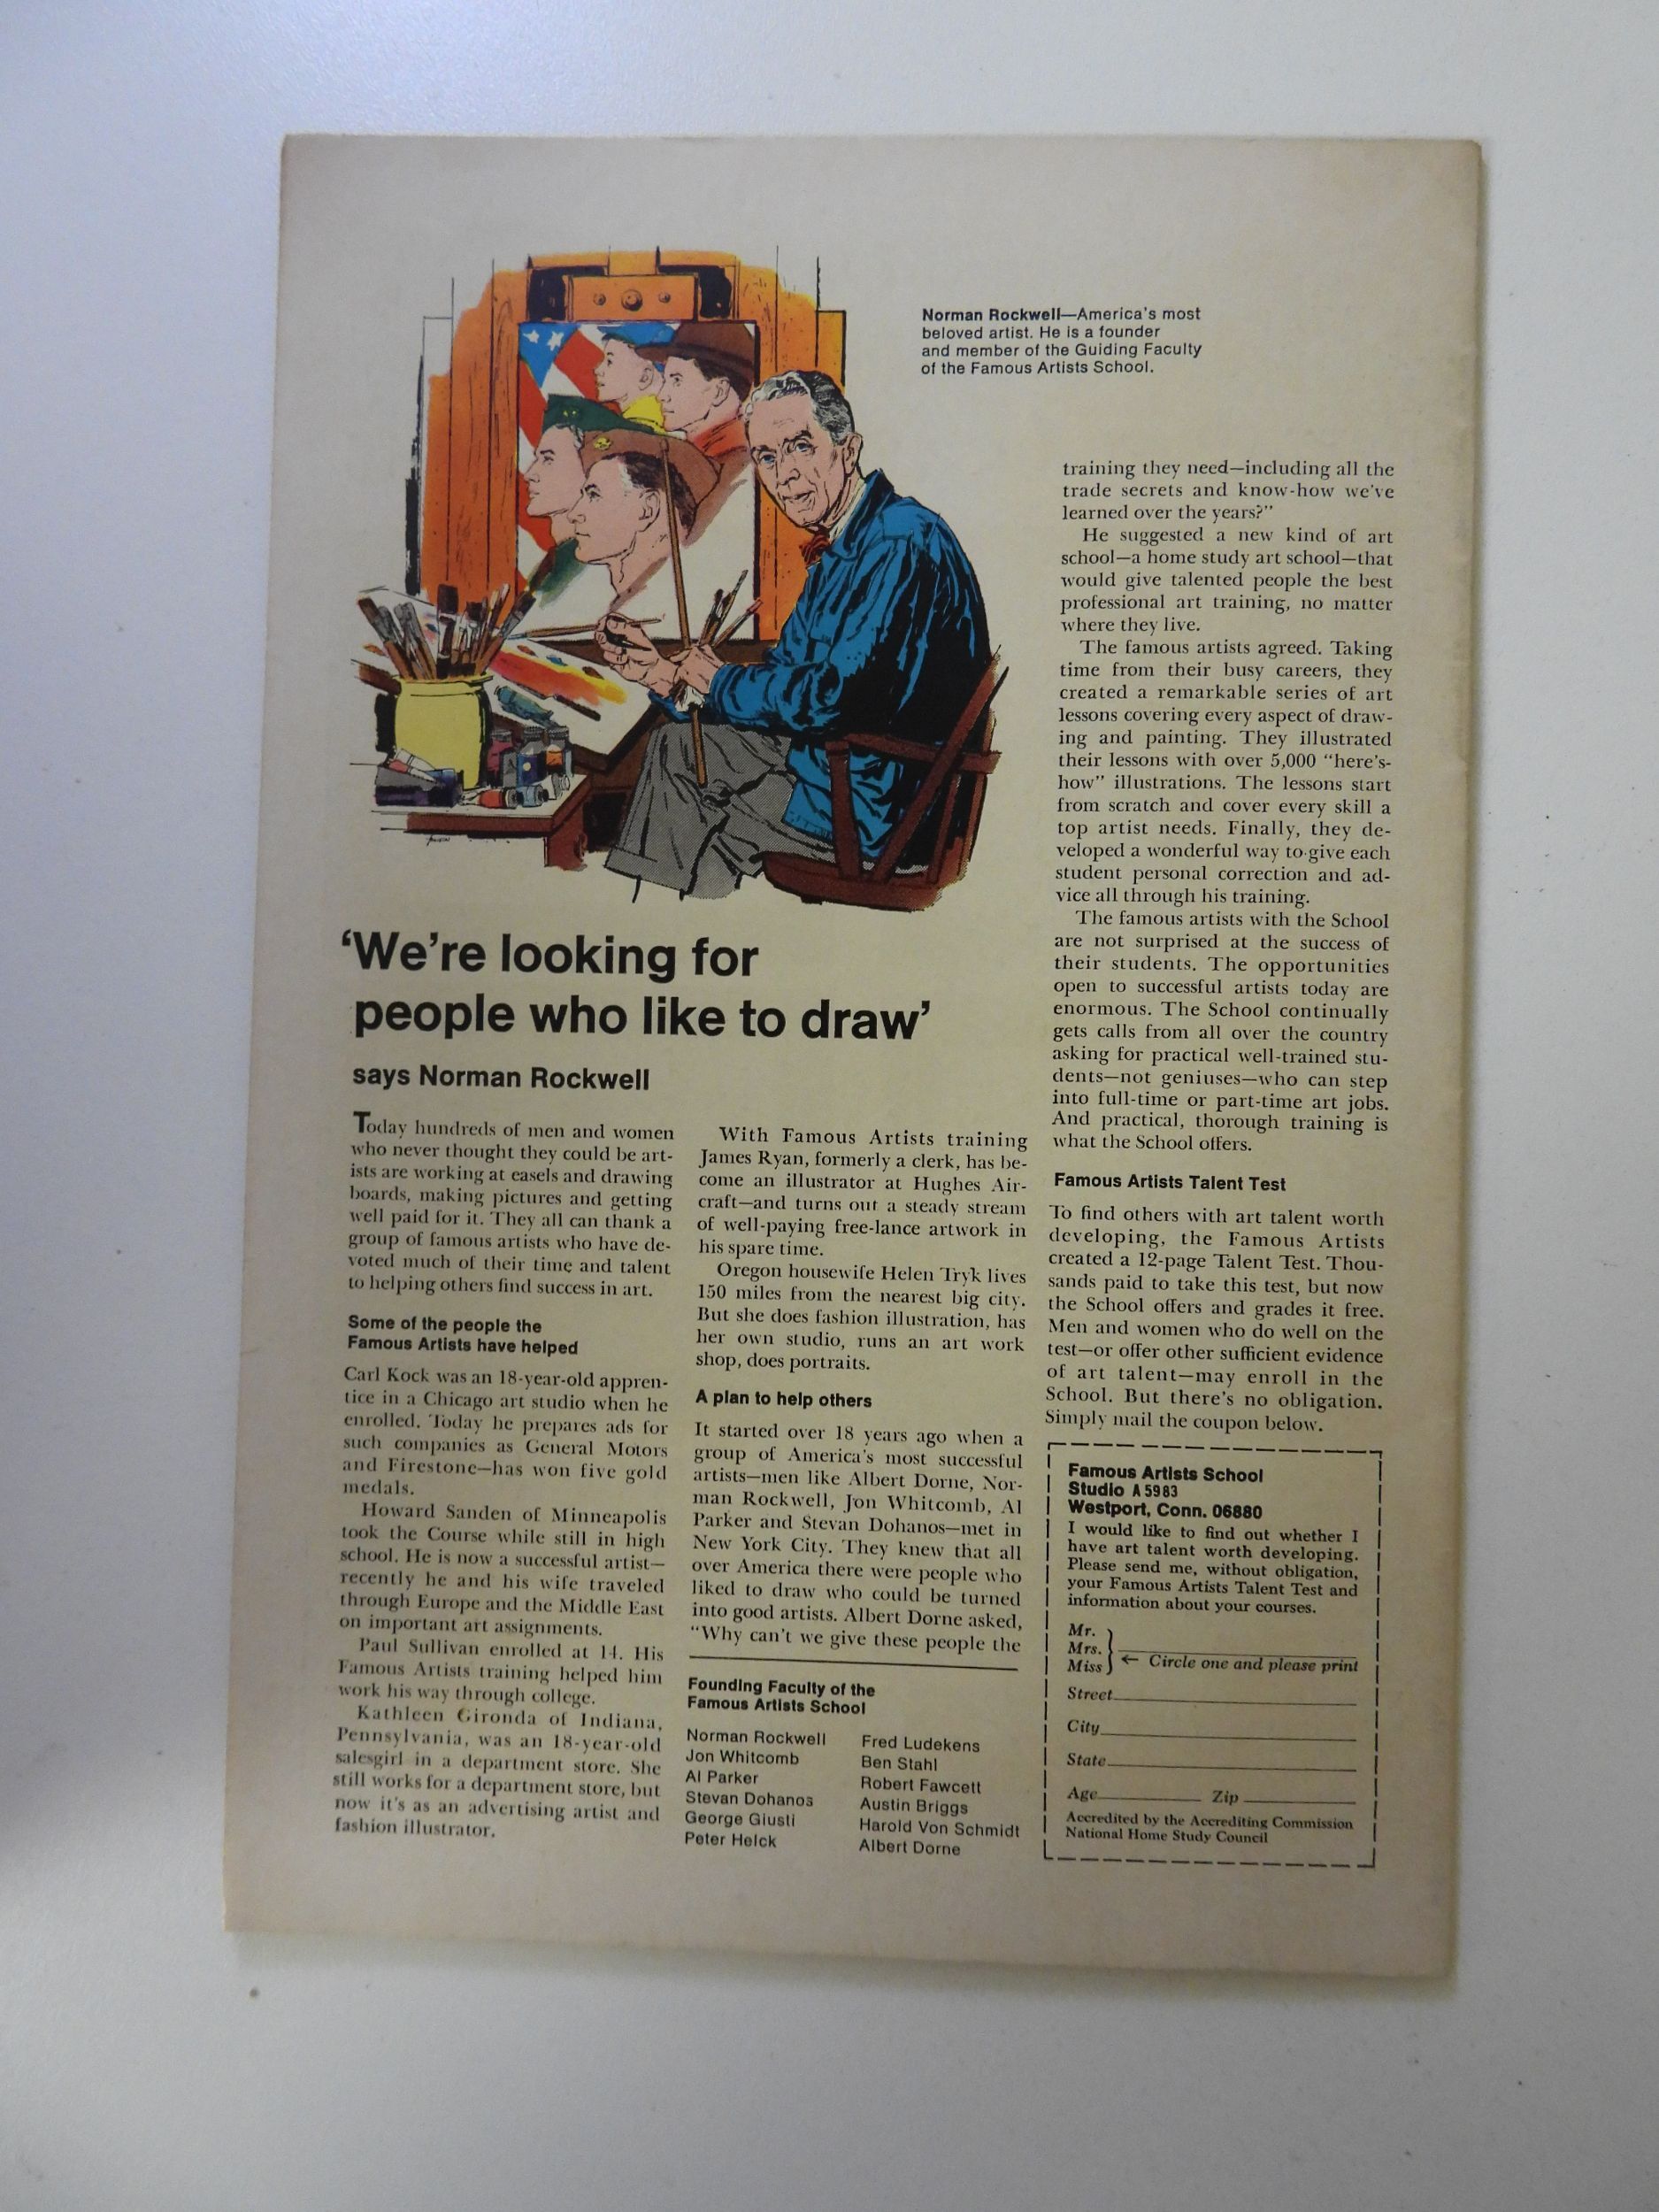 Norman Rockwell—America's most
beloved artist. He is a founder
and member of the Guiding Faculty
of the Famous Artists School.
'We're looking for
people who like to draw'
says Norman Rockwell
Today hundreds of men and women
who never thought they could be art-
ists are working at easels and drawing
boards, making pictures and getting
well paid for it. They all can thank a
group of famous artists who have de-
voted much of their time and talent
to helping others find success in art.
Some of the people the
Famous Artists have helped
Carl Kock was an 18-year-old appren-
tice in a Chicago art studio when he
enrolled. Today he prepares ads for
such companies as General Motors
and Firestone—has won five gold
medals.
Howard Sanden of Minneapolis
took the Course while still in high
school. He is now a successful artist—
recently he and his wife traveled
through Europe and the Middle East
on important art assignments.
Paul Sullivan enrolled at 14. His
Famous Artists training helped him
work his way through college.
Kathleen Gironda of Indiana,
Pennsylvania, was an 18-year-old
salesgirl in a department store. She
still works for a department store, but
now it's as an advertising artist and
fashion illustrator.
With Famous Artists training
James Ryan, formerly a clerk, has be-
come an illustrator at Hughes Air-
craft—and turns out a steady stream
of well-paying free-lance artwork in
his spare time.
Oregon housewife Helen Tryk lives
150 miles from the nearest big city.
But she does fashion illustration, has
her own studio, runs an art work
shop, does portraits.
A plan to help others
It started over 18 years ago when a
group of America's most successful
artists—men like Albert Dorne, Nor-
man Rockwell, Jon Whitcomb, Al
Parker and Stevan Dohanos—met in
New York City. They knew that all
over America there were people who
liked to draw who could be turned
into good artists. Albert Dorne asked,
"Why can't we give these people the
training they need—including all the
trade secrets and know-how we've
learned over the years?"
He suggested a new kind of art
school—a home study art school—that
would give talented people the best
professional art training, no matter
where they live.
The famous artists agreed. Taking
time from their busy careers, they
created a remarkable series of art
lessons covering every aspect of draw-
ing and painting. They illustrated
their lessons with over 5,000 "here's-
how" illustrations. The lessons start
from scratch and cover every skill a
top artist needs. Finally, they de-
veloped a wonderful way to give each
student personal correction and ad-
vice all through his training.
The famous artists with the School
are not surprised at the success of
their students. The opportunities
open to successful artists today are
enormous. The School continually
gets calls from all over the country
asking for practical well-trained stu-
dents—not geniuses—who can step
into full-time or part-time art jobs.
And practical, thorough training is
what the School offers.
Famous Artists Talent Test
To find others with art talent worth
developing, the Famous Artists
created a 12-page Talent Test. Thou-
sands paid to take this test, but now
the School offers and grades it free.
Men and women who do well on the
test—or offer other sufficient evidence
of art talent—may enroll in the
School. But there's no obligation.
Simply mail the coupon below.
Founding Faculty of the
Famous Artists School
Norman Rockwell
Jon Whitcomb
Al Parker
Stevan Dohanos
George Giusti
Peter Helck
Fred Ludekens
Ben Stahl
Robert Fawcett
Austin Briggs
Harold Von Schmidt
Albert Dorne
Famous Artists School
Studio A 5983
Westport, Conn. 06880
I would like to find out whether I
have art talent worth developing.
Please send me, without obligation,
your Famous Artists Talent Test and
information about your courses.
Mr.
Mrs.
Miss
← Circle one and please print
Street
City
State
Age Zip
Accredited by the Accrediting Commission
National Home Study Council